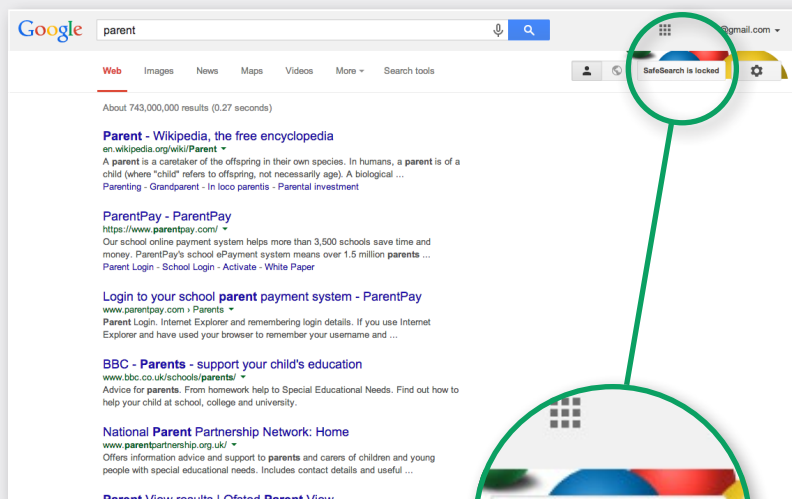 Google
parent
@gmail.com
Web Images News Maps Videos More Search tools
SafeSearch is locked
About 743,000,000 results (0.27 seconds)
Parent - Wikipedia, the free encyclopedia
en.wikipedia.org/wiki/Parent
A parent is a caretaker of the offspring in their own species. In humans, a parent is of a
child (where "child" refers to offspring, not necessarily age). A biological ...
Parenting - Grandparent - In loco parentis - Parental investment
ParentPay - ParentPay
https://www.parentpay.com/
Our school online payment system helps more than 3,500 schools save time and
money. ParentPay's school ePayment system means over 1.5 million parents ...
Parent Login - School Login - Activate - White Paper
Login to your school parent payment system - ParentPay
www.parentpay.com › Parents
Parent Login. Internet Explorer and remembering login details. If you use Internet
Explorer and have used your browser to remember your username and ...
BBC - Parents - support your child's education
www.bbc.co.uk/schools/parents/
Advice for parents. From homework help to Special Educational Needs. Find out how to
help your child at school, college and university.
National Parent Partnership Network: Home
www.parentpartnership.org.uk/
Offers information advice and support to parents and carers of children and young
people with special educational needs. Includes contact details and useful ...
Parent View results | Ofsted Parent View